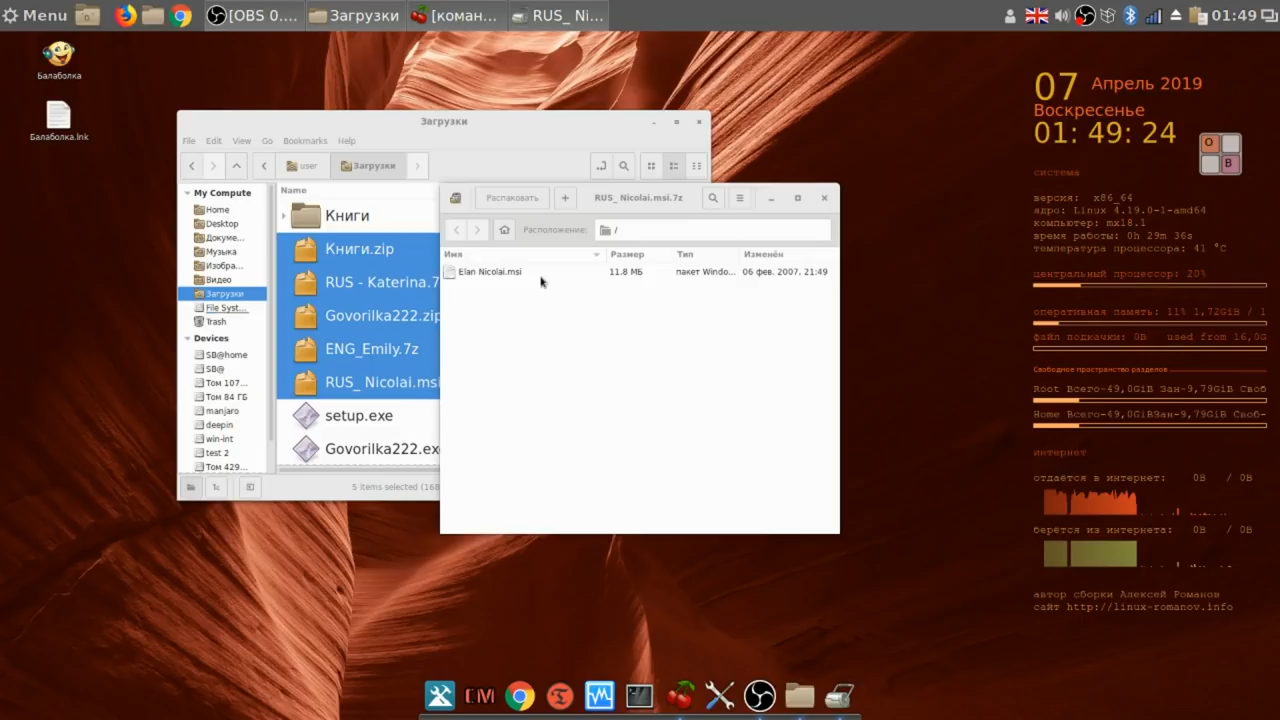 Menu
[OBS 0....
Загрузки
[коман...
RUS_ Ni...
01:49
Балаболка
Балаболка.lnk
Загрузки
File Edit View Go Bookmarks Help
user
Загрузки
My Compute
Home
Desktop
Докуме...
Музыка
Изобра...
Видео
Загрузки
File Syst...
Trash
Devices
SB@home
SB@
Том 107...
Том 84 ГБ
manjaro
deepin
win-int
test 2
Том 429...
Name
Книги
Книги.zip
RUS - Katerina.7
Govorilka222.zip
ENG_Emily.7z
RUS_ Nicolai.msi
setup.exe
Govorilka222.ex
5 items selected (168
Распаковать
RUS_ Nicolai.msi.7z
Расположение:
/
Имя Размер Тип Изменён
Elan Nicolai.msi 11.8 МБ пакет Windo... 06 фев. 2007, 21:49
07 Апрель 2019
Воскресенье
01: 49: 24
O
B
система
версия: x86_64
ядро: Linux 4.19.0-1-amd64
компьютер: mx18.1
время работы: 0h 29m 36s
температура процессора: 41 °C
центральный процессор: 20%
оперативная память: 11% 1,72GiB / 1
файл подкачки: 0B used from 16,0G
Свободное пространство разделов
Root Всего-49,0GiB Зан-9,79GiB Своб
Home Всего-49,0GiBЗан-9,79GiB Своб-
интернет
отдаётся в интернет: 0B / 0B
берётся из интернета: 0B / 0B
автор сборки Алексей Романов
сайт http://linux-romanov.info
CM